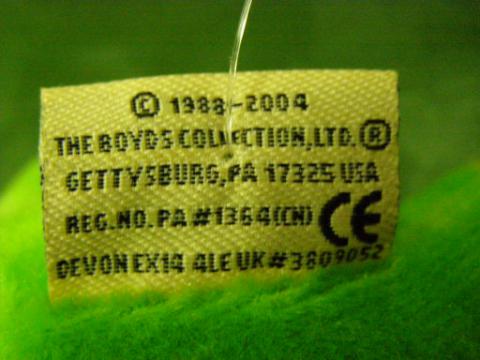 © 1988-2004
THE BOYDS COLLECTION, LTD. ®
GETTYSBURG, PA 17325 USA
REG. NO. PA #1364 (CN) CE
DEVON EX14 4LE UK #3809052